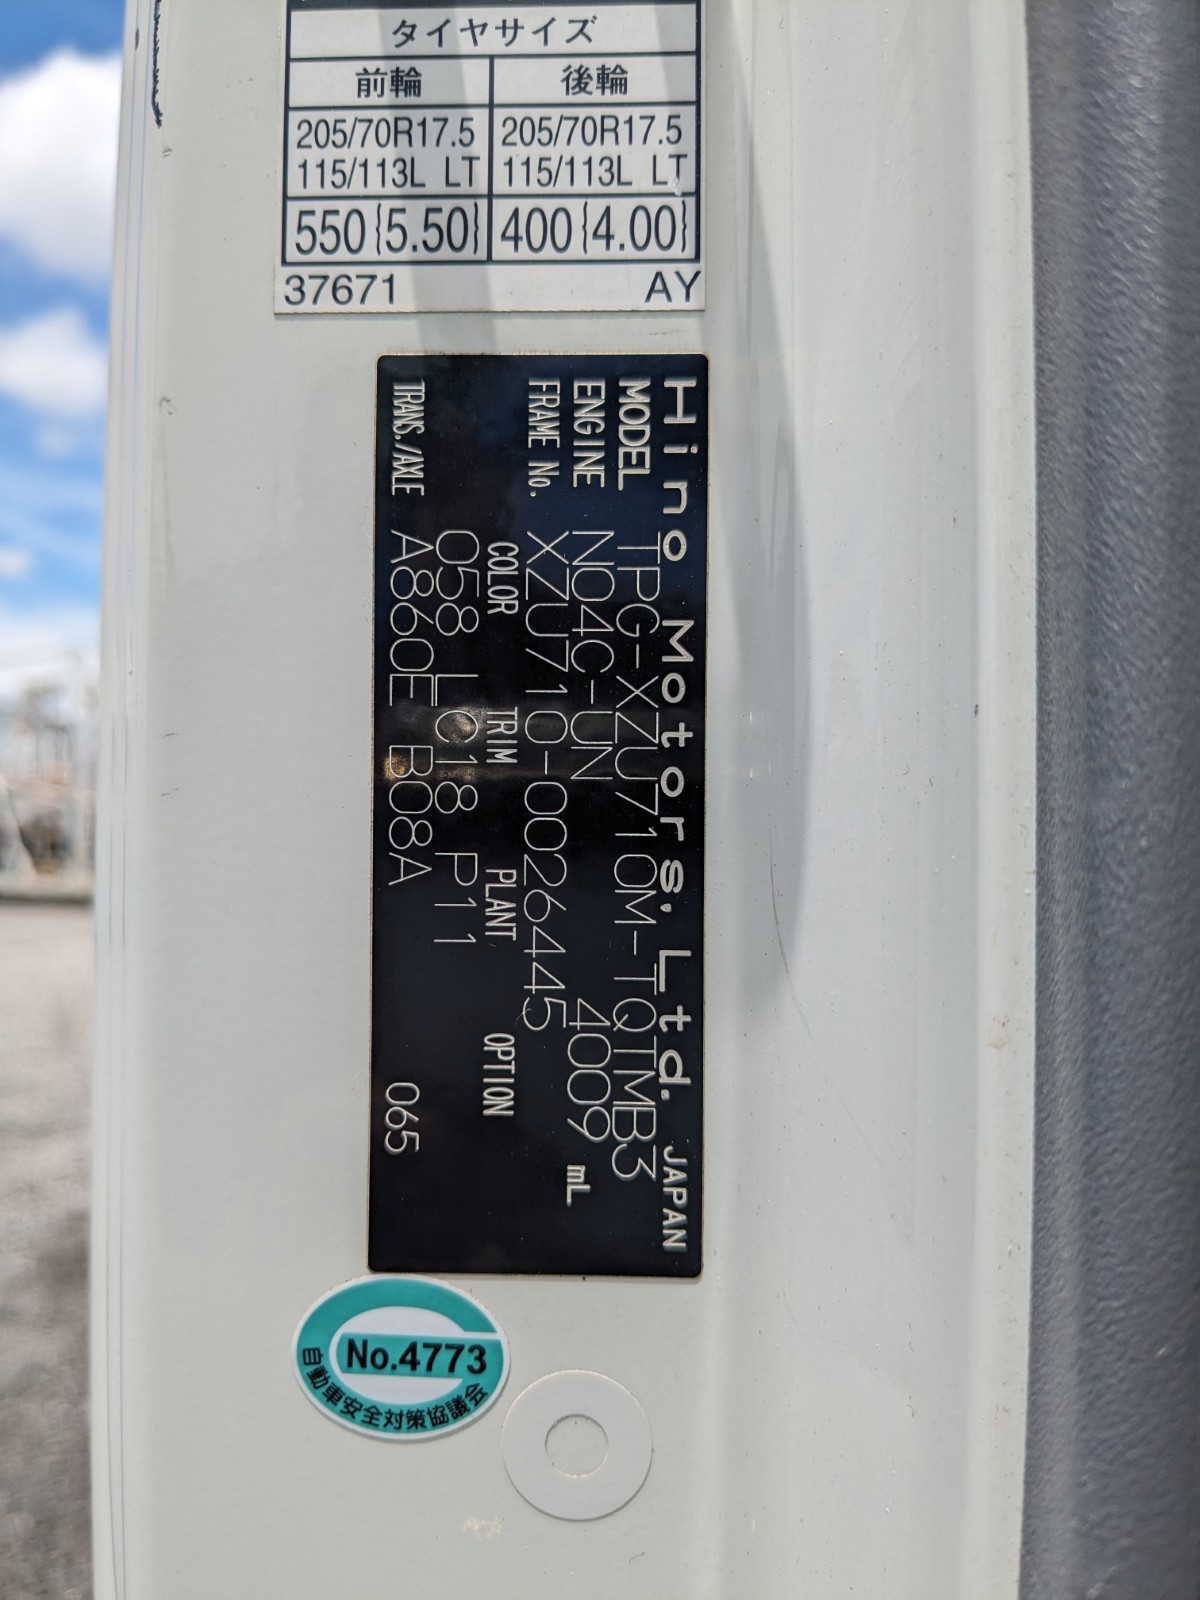 タイヤサイズ
前輪 後輪
205/70R17.5 205/70R17.5
115/113L LT 115/113L LT
550{5.50} 400{4.00}
37671 AY
Hino Motors, Ltd. JAPAN
MODEL TPG-XZU710M-TQTMB3
ENGINE N04C-UN 4009 mL
FRAME No. XZU710-0026445
COLOR TRIM PLANT OPTION
058 LC18 P11
TRANS./AXLE A860E B08A 065
No.4773
自動車安全対策協議会